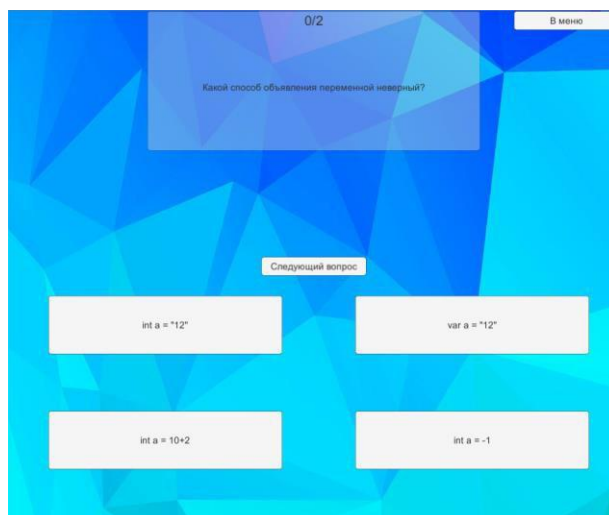 0/2
В меню
Какой способ объявления переменной неверный?
Следующий вопрос
int a = "12"
var a = "12"
int a = 10+2
int a = -1